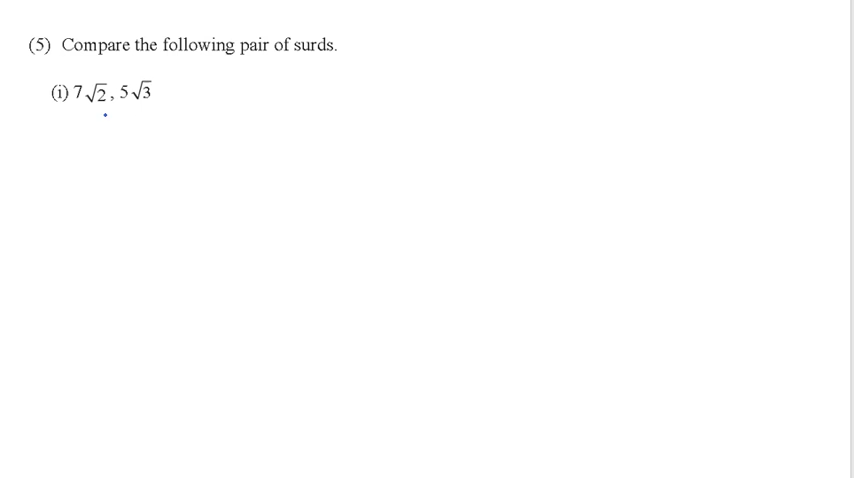 (5) Compare the following pair of surds.
(i) 7√2, 5√3